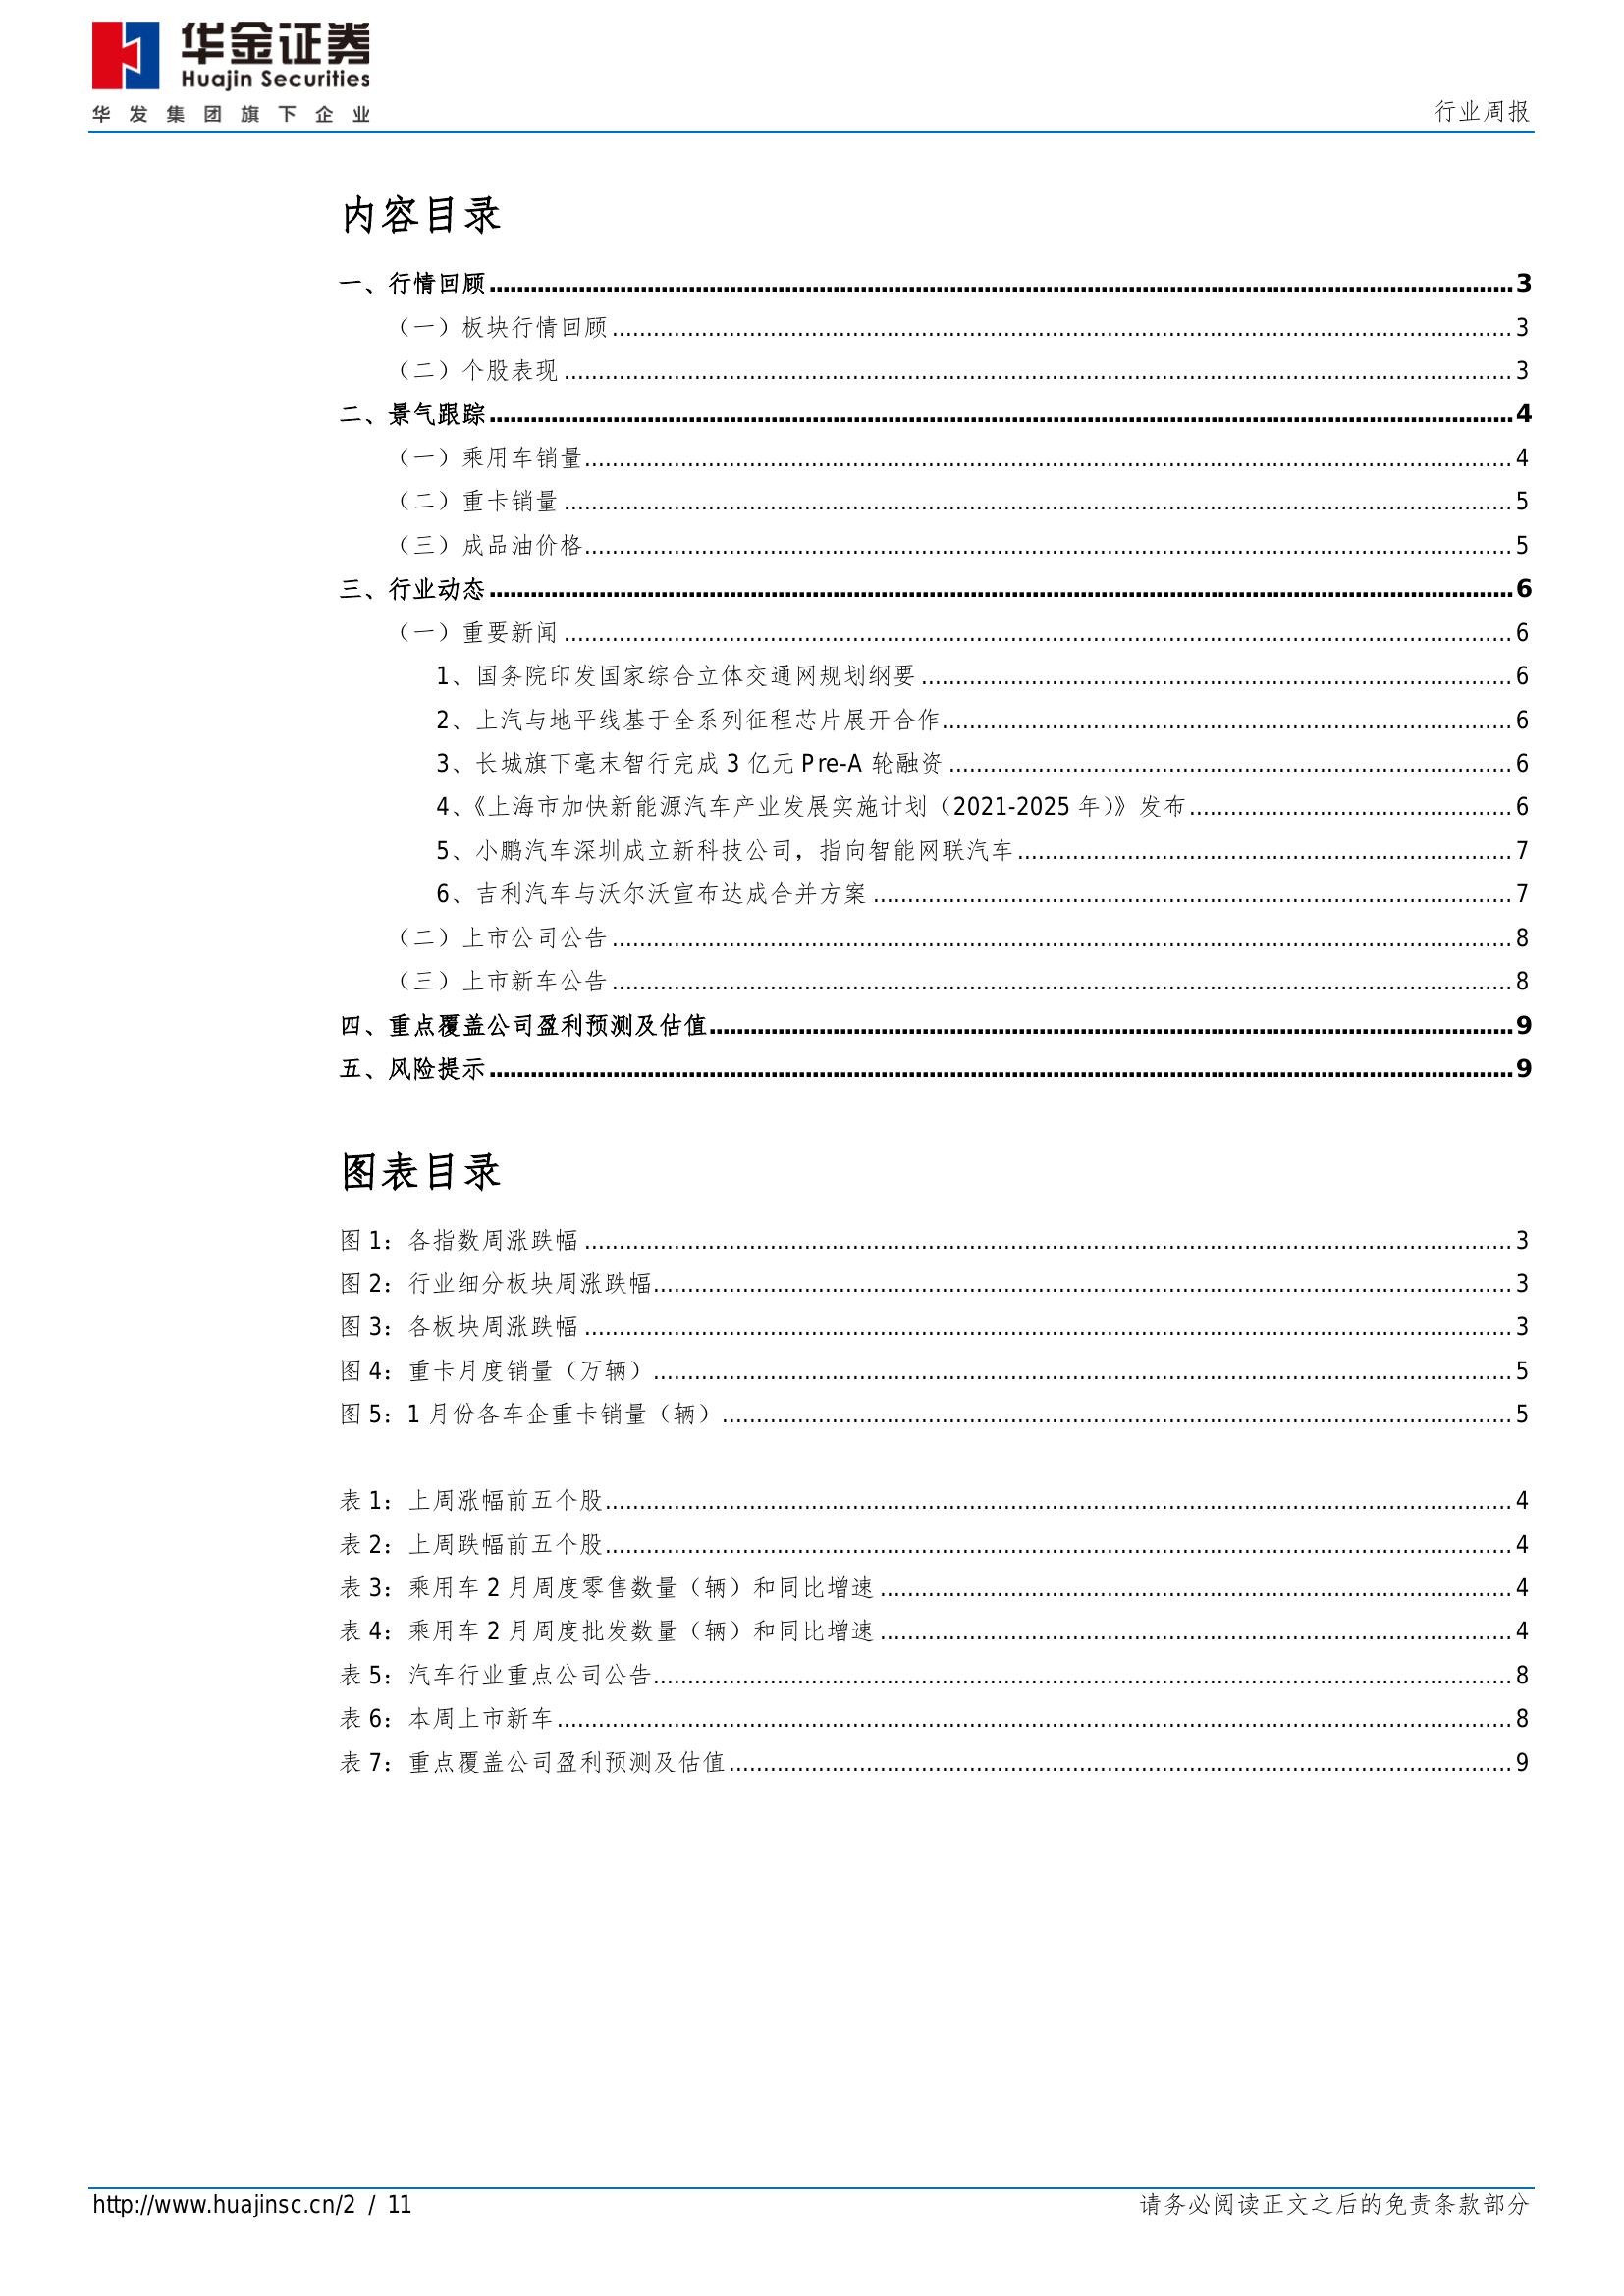 华金证券
Huajin Securities
华发集团旗下企业
行业周报
内容目录
一、行情回顾 3
（一）板块行情回顾 3
（二）个股表现 3
二、景气跟踪 4
（一）乘用车销量 4
（二）重卡销量 5
（三）成品油价格 5
三、行业动态 6
（一）重要新闻 6
1、国务院印发国家综合立体交通网规划纲要 6
2、上汽与地平线基于全系列征程芯片展开合作 6
3、长城旗下毫末智行完成 3 亿元 Pre-A 轮融资 6
4、《上海市加快新能源汽车产业发展实施计划（2021-2025 年）》发布 6
5、小鹏汽车深圳成立新科技公司，指向智能网联汽车 7
6、吉利汽车与沃尔沃宣布达成合并方案 7
（二）上市公司公告 8
（三）上市新车公告 8
四、重点覆盖公司盈利预测及估值 9
五、风险提示 9
图表目录
图 1：各指数周涨跌幅 3
图 2：行业细分板块周涨跌幅 3
图 3：各板块周涨跌幅 3
图 4：重卡月度销量（万辆） 5
图 5：1 月份各车企重卡销量（辆） 5
表 1：上周涨幅前五个股 4
表 2：上周跌幅前五个股 4
表 3：乘用车 2 月周度零售数量（辆）和同比增速 4
表 4：乘用车 2 月周度批发数量（辆）和同比增速 4
表 5：汽车行业重点公司公告 8
表 6：本周上市新车 8
表 7：重点覆盖公司盈利预测及估值 9
http://www.huajinsc.cn/2 / 11
请务必阅读正文之后的免责条款部分